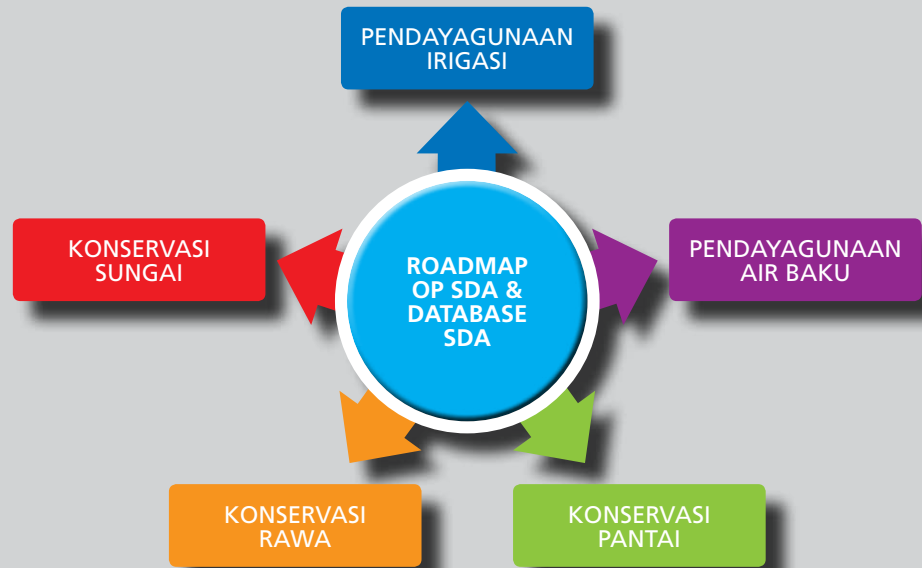 PENDAYAGUNAAN
IRIGASI
KONSERVASI
SUNGAI
ROADMAP
OP SDA &
DATABASE
SDA
PENDAYAGUNAAN
AIR BAKU
KONSERVASI
RAWA
KONSERVASI
PANTAI